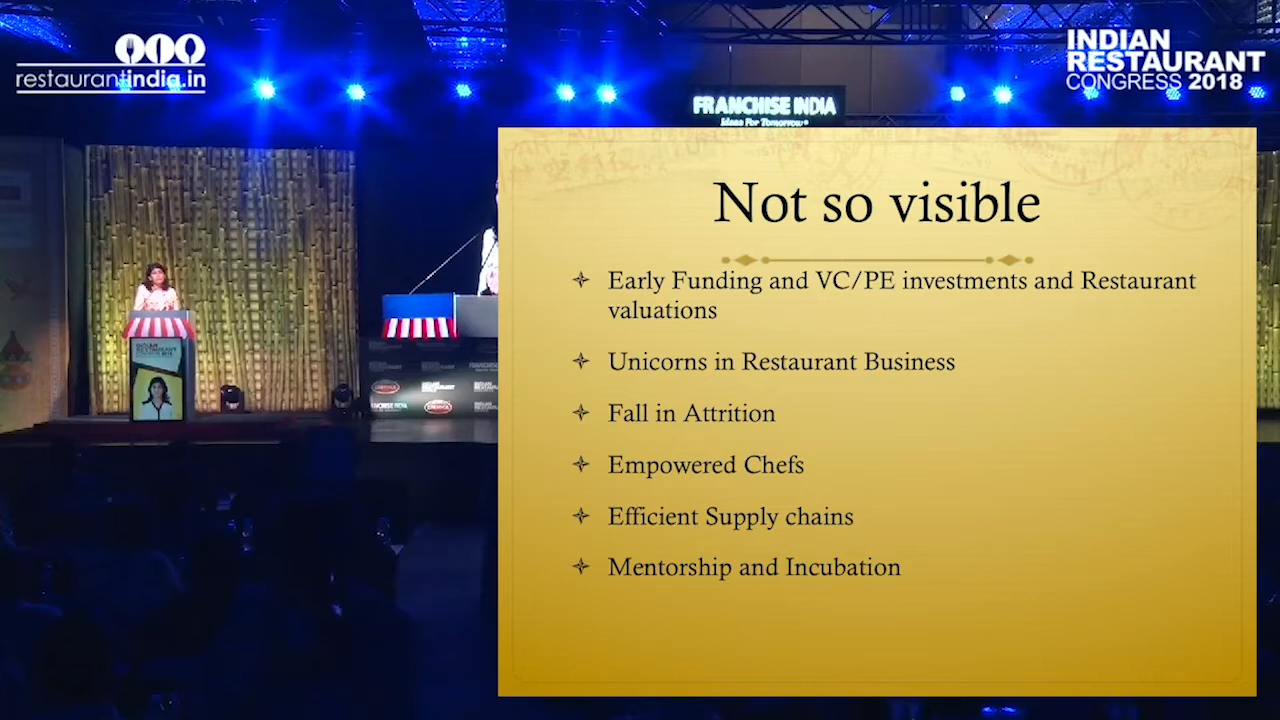 restaurantindia.in
INDIAN
RESTAURANT
CONGRESS 2018
FRANCHISE INDIA
Ideas For Tomorrow
Not so visible
Early Funding and VC/PE investments and Restaurant
valuations
Unicorns in Restaurant Business
Fall in Attrition
Empowered Chefs
Efficient Supply chains
Mentorship and Incubation
INDIAN
RESTAURANT